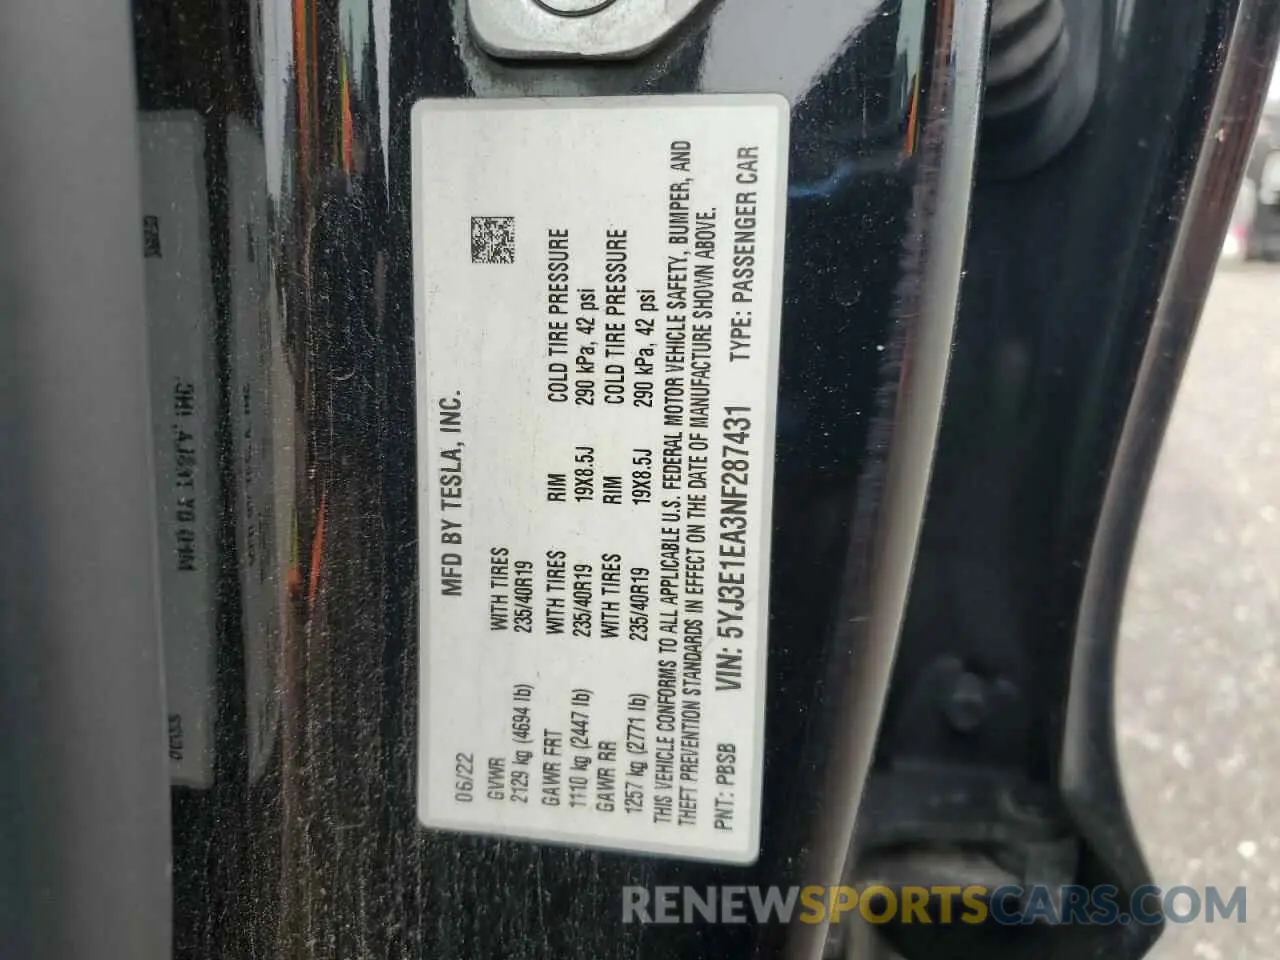 MFD BY TESLA, INC.
06/22
GVWR
2129 kg (4694 lb)
WITH TIRES
235/40R19
GAWR FRT
1110 kg (2447 lb)
WITH TIRES
235/40R19
RIM
19X8.5J
COLD TIRE PRESSURE
290 kPa, 42 psi
GAWR RR
1257 kg (2771 lb)
WITH TIRES
235/40R19
RIM
19X8.5J
COLD TIRE PRESSURE
290 kPa, 42 psi
THIS VEHICLE CONFORMS TO ALL APPLICABLE U.S. FEDERAL MOTOR VEHICLE SAFETY, BUMPER, AND
THEFT PREVENTION STANDARDS IN EFFECT ON THE DATE OF MANUFACTURE SHOWN ABOVE.
PNT: PBSB VIN: 5YJ3E1EA3NF287431 TYPE: PASSENGER CAR
RENEWSPORTSCARS.COM